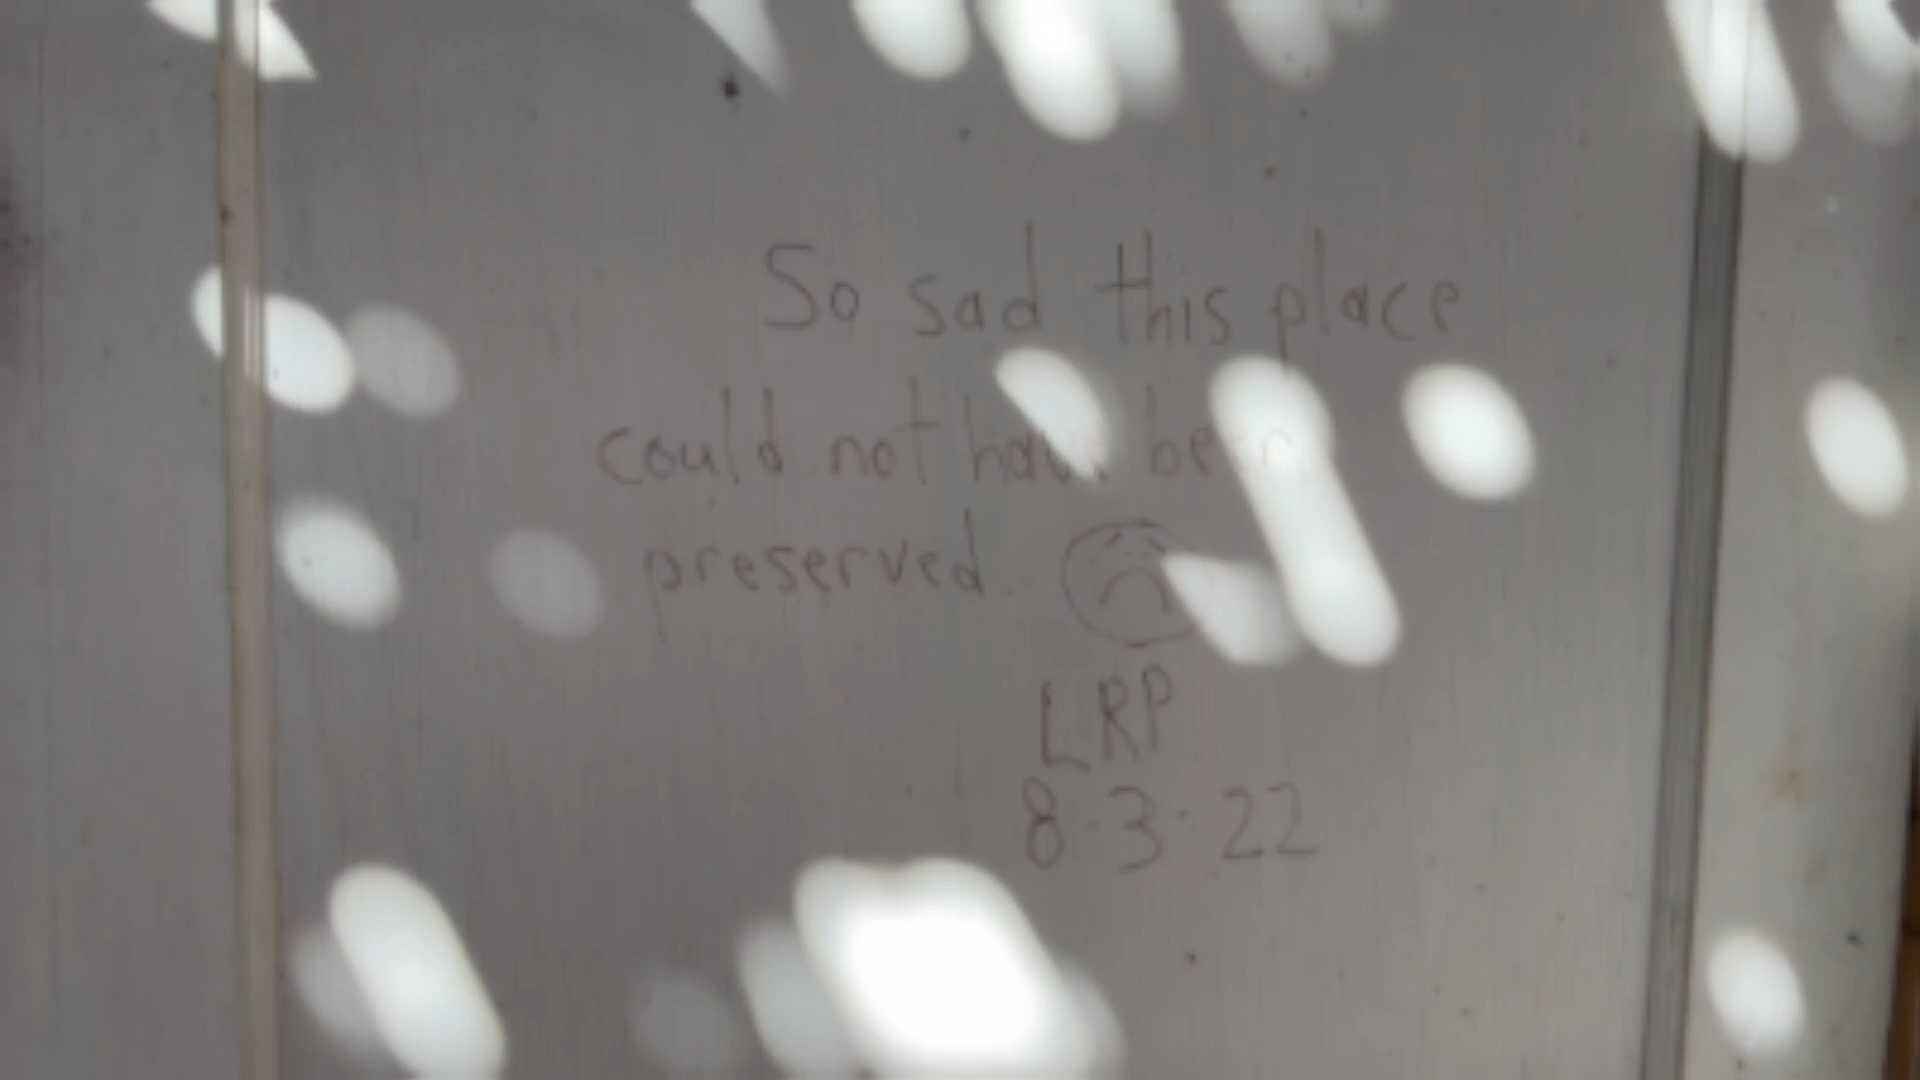 So sad this place
could not have been
preserved.
LRP
8.3.22